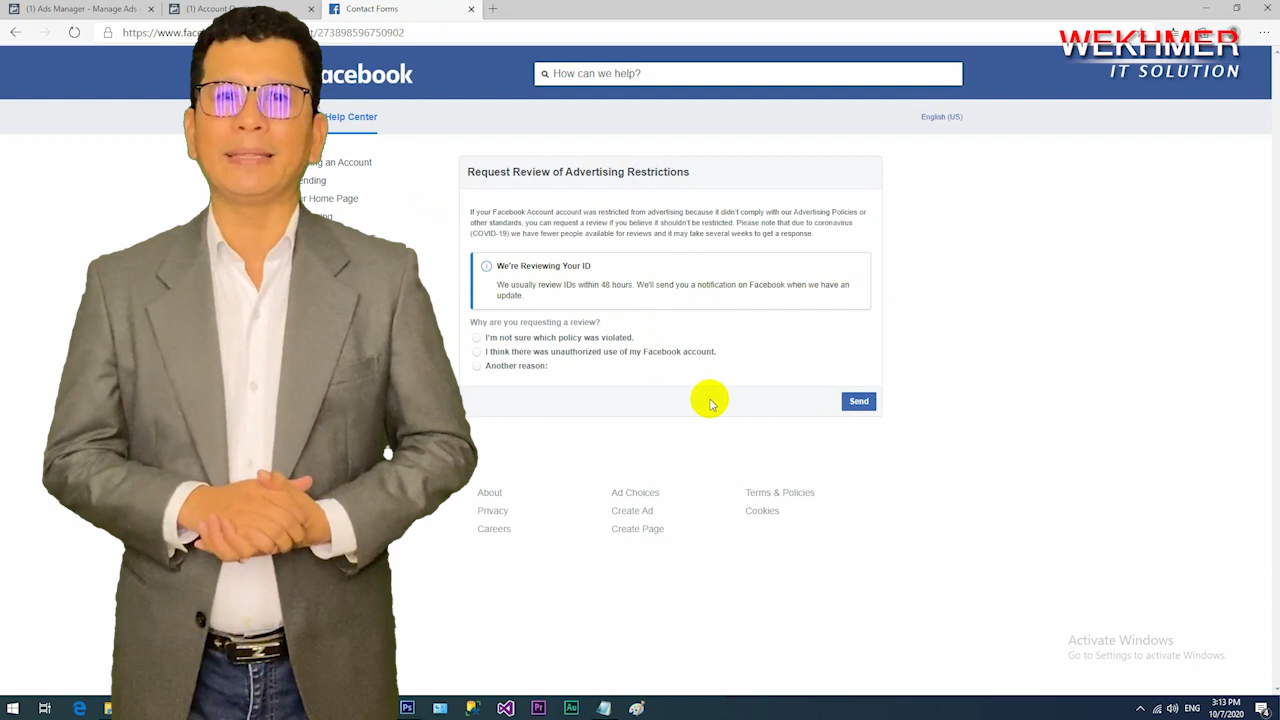 (1) Ads Manager - Manage Ads
(1) Account
Contact Forms
https://www.face
t/273898596750902
WEKHMER
IT SOLUTION
acebook
How can we help?
Help Center
English (US)
an Account
r Home Page
Request Review of Advertising Restrictions
If your Facebook Account account was restricted from advertising because it didn't comply with our Advertising Policies or
other standards, you can request a review if you believe it shouldn't be restricted. Please note that due to coronavirus
(COVID-19) we have fewer people available for reviews and it may take several weeks to get a response.
We're Reviewing Your ID
We usually review IDs within 48 hours. We'll send you a notification on Facebook when we have an
update.
Why are you requesting a review?
I'm not sure which policy was violated.
I think there was unauthorized use of my Facebook account.
Another reason:
Send
About
Ad Choices
Terms & Policies
Privacy
Create Ad
Cookies
Careers
Create Page
Activate Windows
Go to Settings to activate Windows.
Ps
Pr
Au
ENG
3:13 PM
10/7/2020
4